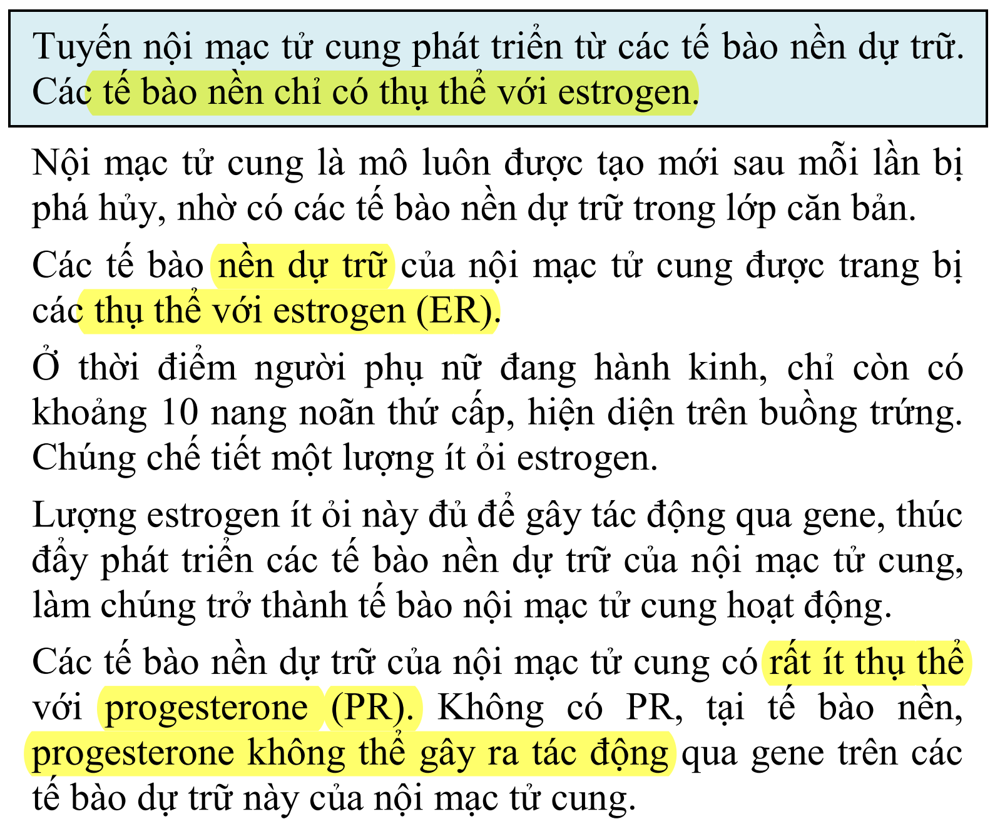 Tuyến nội mạc tử cung phát triển từ các tế bào nền dự trữ.
Các tế bào nền chỉ có thụ thể với estrogen.
Nội mạc tử cung là mô luôn được tạo mới sau mỗi lần bị
phá hủy, nhờ có các tế bào nền dự trữ trong lớp căn bản.
Các tế bào nền dự trữ của nội mạc tử cung được trang bị
các thụ thể với estrogen (ER).
Ở thời điểm người phụ nữ đang hành kinh, chỉ còn có
khoảng 10 nang noãn thứ cấp, hiện diện trên buồng trứng.
Chúng chế tiết một lượng ít ỏi estrogen.
Lượng estrogen ít ỏi này đủ để gây tác động qua gene, thúc
đẩy phát triển các tế bào nền dự trữ của nội mạc tử cung,
làm chúng trở thành tế bào nội mạc tử cung hoạt động.
Các tế bào nền dự trữ của nội mạc tử cung có rất ít thụ thể
với progesterone (PR). Không có PR, tại tế bào nền,
progesterone không thể gây ra tác động qua gene trên các
tế bào dự trữ này của nội mạc tử cung.